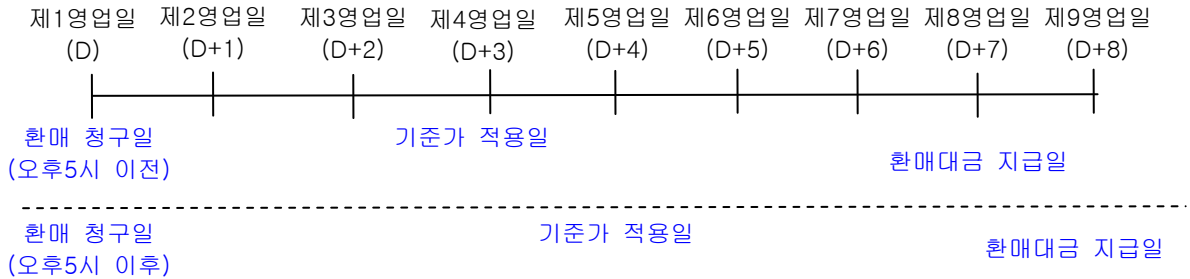 제1영업일 제2영업일 제3영업일 제4영업일 제5영업일 제6영업일 제7영업일 제8영업일 제9영업일
(D) (D+1) (D+2) (D+3) (D+4) (D+5) (D+6) (D+7) (D+8)
환매 청구일 기준가 적용일
(오후5시 이전) 환매대금 지급일
환매 청구일 기준가 적용일
(오후5시 이후) 환매대금 지급일